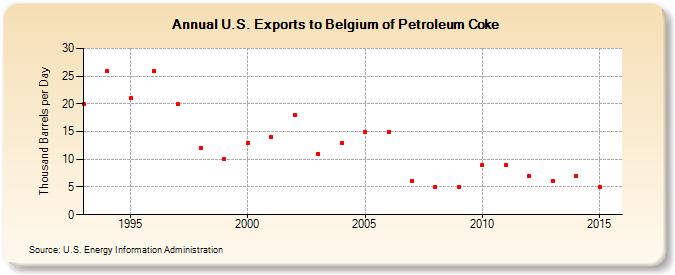 Annual U.S. Exports to Belgium of Petroleum Coke
Thousand Barrels per Day
30
25
20
15
10
5
0
1995 2000 2005 2010 2015
Source: U.S. Energy Information Administration